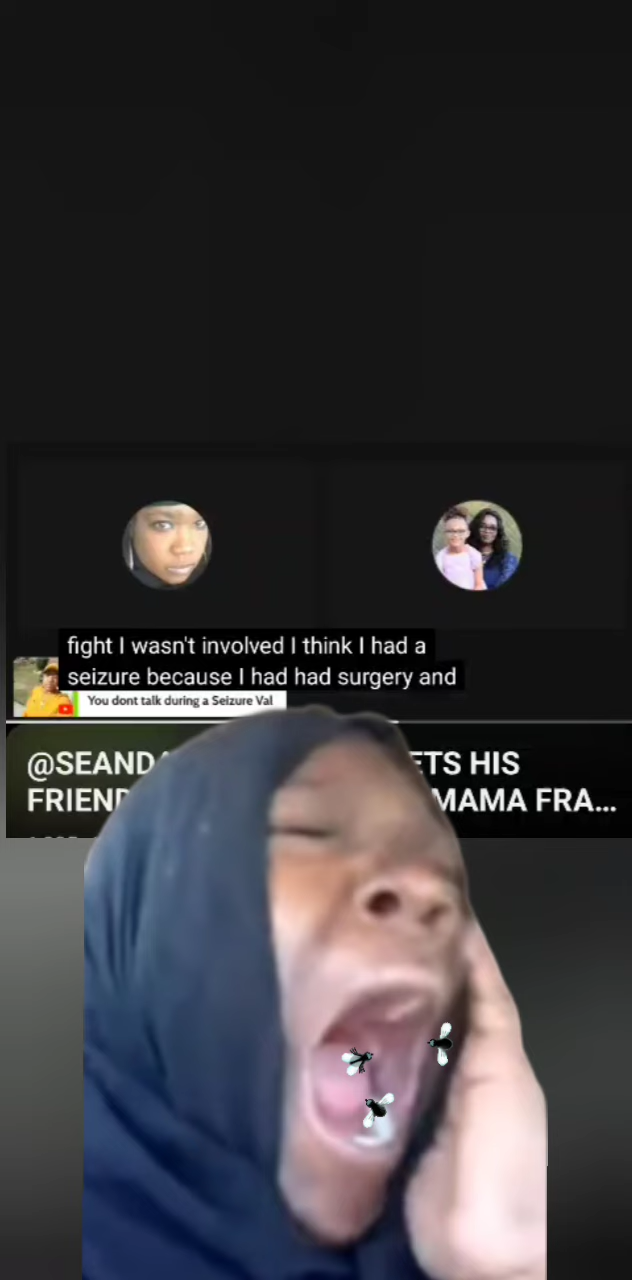 fight I wasn't involved I think I had a
seizure because I had had surgery and
You dont talk during a Seizure Val
@SEANDA ETS HIS
FRIEND MAMA FRA...